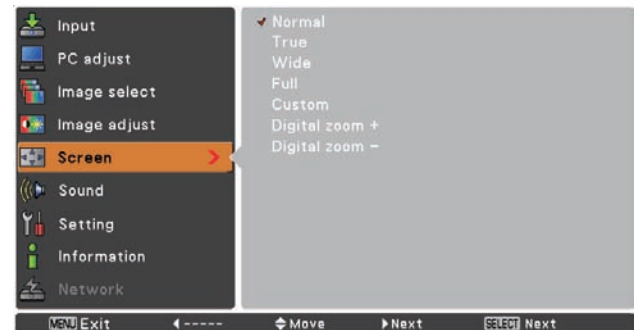 Input
PC adjust
Image select
Image adjust
Screen
Sound
Setting
Information
Network
✔ Normal
True
Wide
Full
Custom
Digital zoom +
Digital zoom –
MENU Exit ◀ ----- ◆ Move ▶ Next SELECT Next